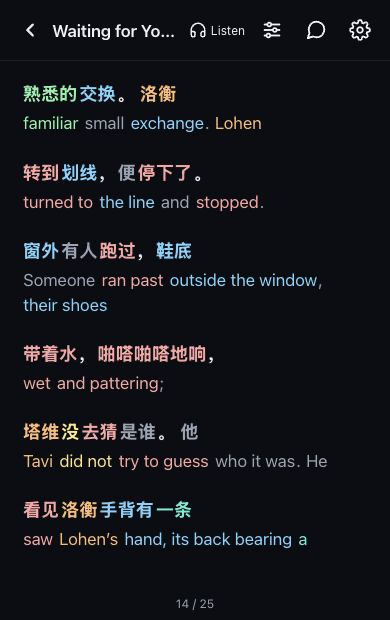 Waiting for Yo...
Listen
熟悉的交换。 洛衡
familiar small exchange. Lohen
转到划线，便停下了。
turned to the line and stopped.
窗外有人跑过，鞋底
Someone ran past outside the window,
their shoes
带着水，啪嗒啪嗒地响，
wet and pattering;
塔维没去猜是谁。 他
Tavi did not try to guess who it was. He
看见洛衡手背有一条
saw Lohen’s hand, its back bearing a
14 / 25